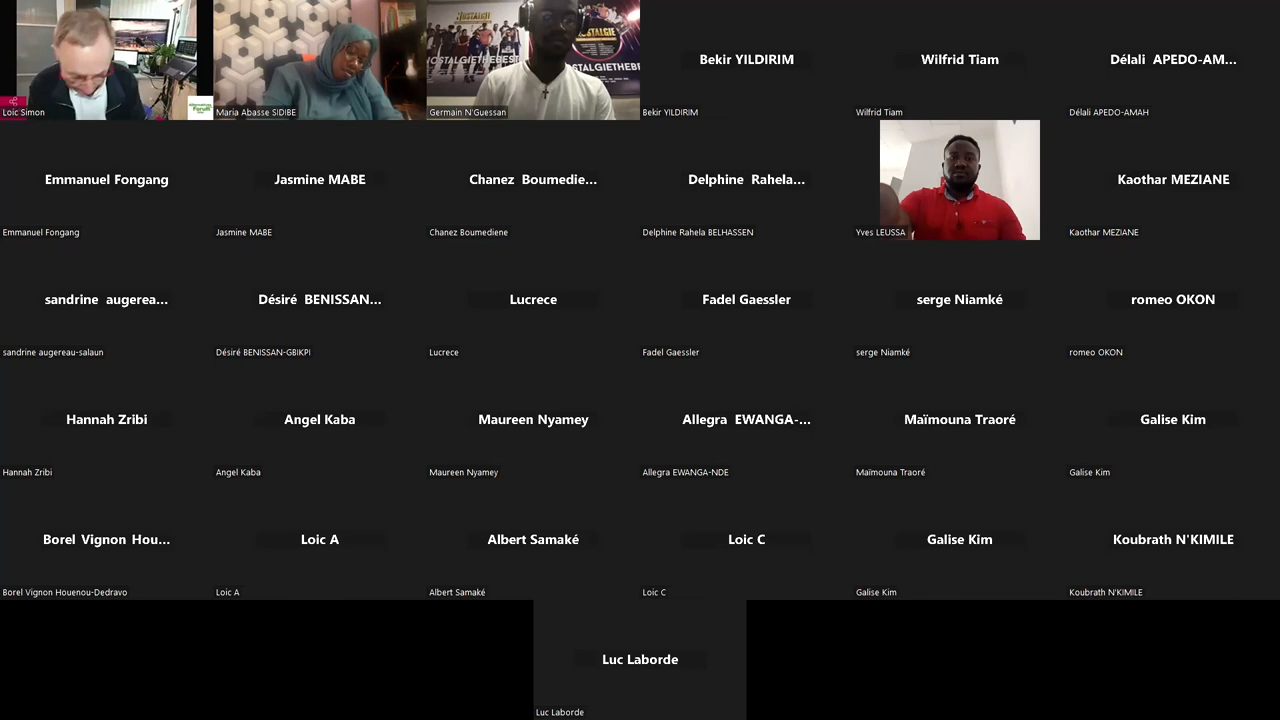 NOSTALGIE
NOSTALGIE
NOSTALGIETHEBEST
NOSTALGIETHEBE
Forum
Loic Simon
Maria Abasse SIDIBE
Germain N'Guessan
Bekir YILDIRIM
Bekir YILDIRIM
Wilfrid Tiam
Wilfrid Tiam
Délali APEDO-AM...
Délali APEDO-AMAH
Emmanuel Fongang
Emmanuel Fongang
Jasmine MABE
Jasmine MABE
Chanez Boumedie...
Chanez Boumediene
Delphine Rahela...
Delphine Rahela BELHASSEN
Yves LEUSSA
Kaothar MEZIANE
Kaothar MEZIANE
sandrine augerea...
sandrine augereau-salaun
Désiré BENISSAN...
Désiré BENISSAN-GBIKPI
Lucrece
Lucrece
Fadel Gaessler
Fadel Gaessler
serge Niamké
serge Niamké
romeo OKON
romeo OKON
Hannah Zribi
Hannah Zribi
Angel Kaba
Angel Kaba
Maureen Nyamey
Maureen Nyamey
Allegra EWANGA-...
Allegra EWANGA-NDE
Maïmouna Traoré
Maïmouna Traoré
Galise Kim
Galise Kim
Borel Vignon Hou...
Borel Vignon Houenou-Dedravo
Loic A
Loic A
Albert Samaké
Albert Samaké
Loic C
Loic C
Galise Kim
Galise Kim
Koubrath N'KIMILE
Koubrath N'KIMILE
Luc Laborde
Luc Laborde